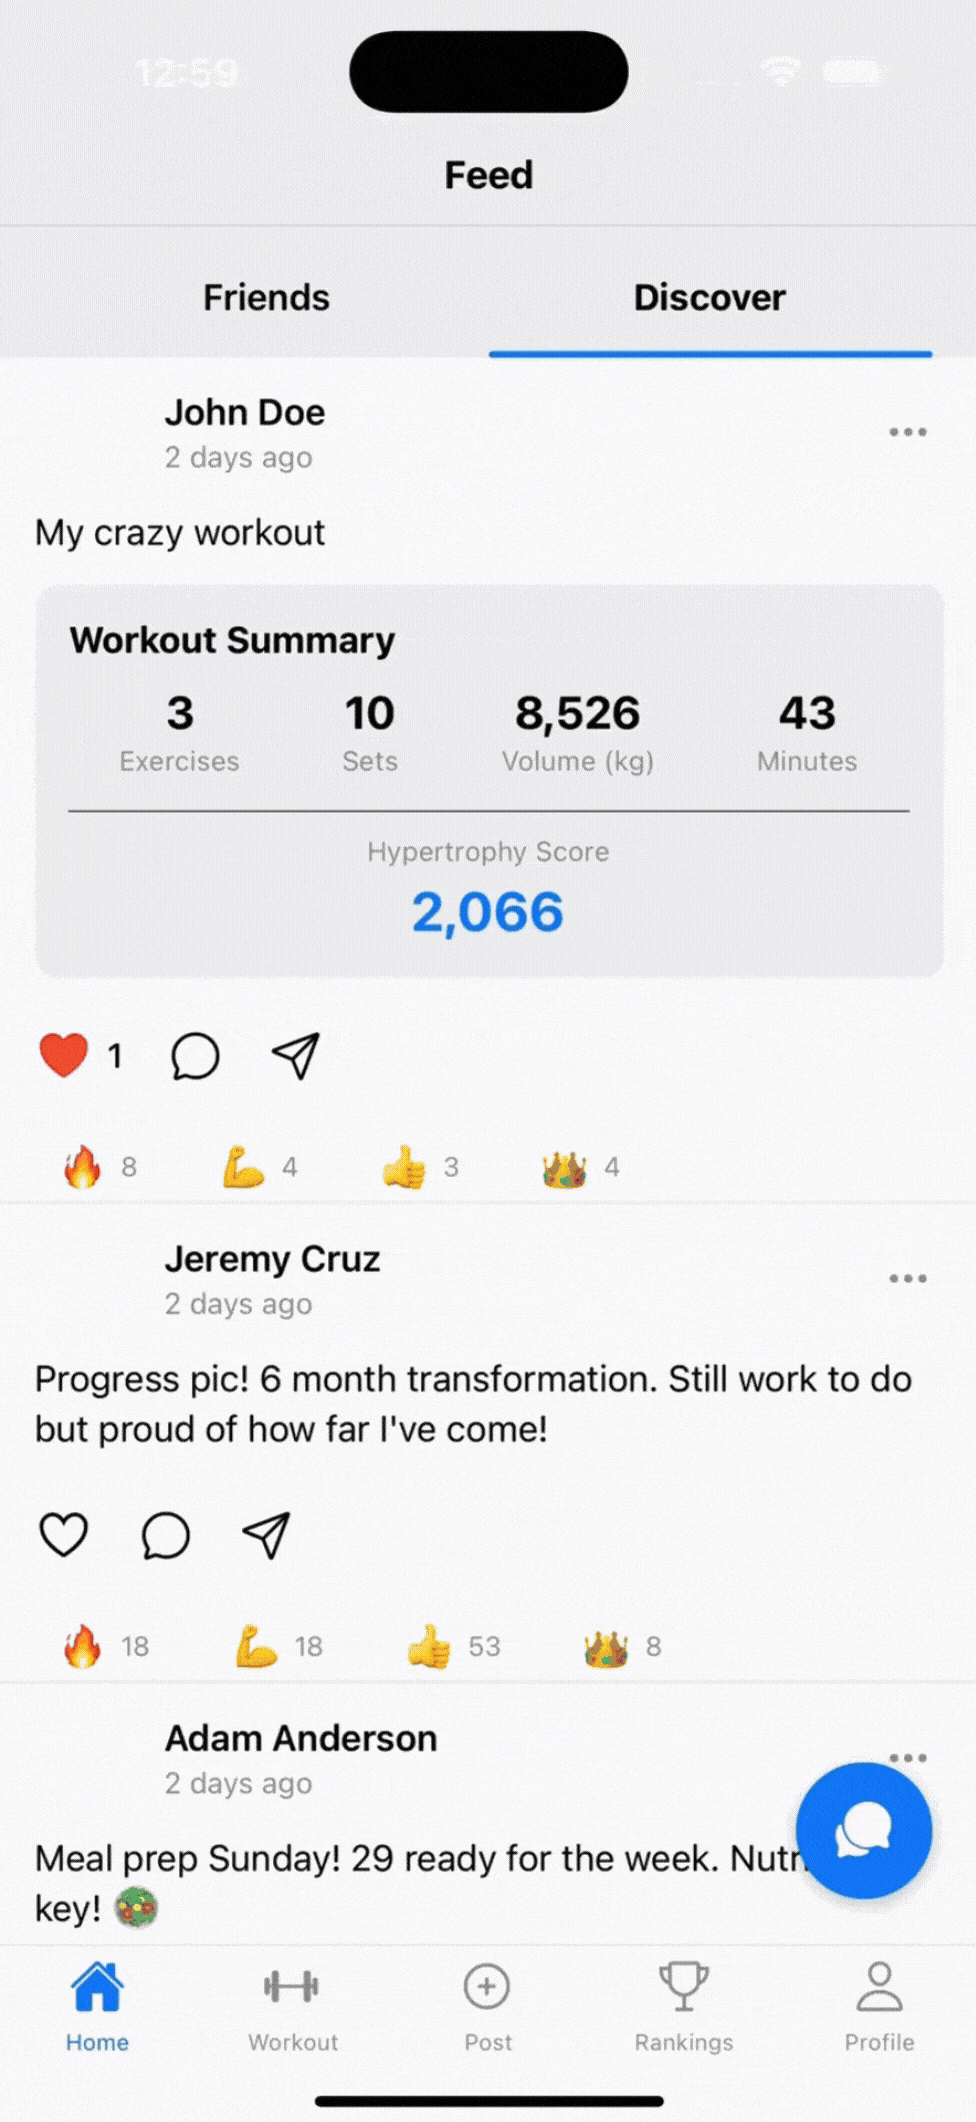 12:59
Feed
Friends Discover
John Doe
2 days ago
My crazy workout
Workout Summary
3 10 8,526 43
Exercises Sets Volume (kg) Minutes
Hypertrophy Score
2,066
1
8 4 3 4
Jeremy Cruz
2 days ago
Progress pic! 6 month transformation. Still work to do
but proud of how far I've come!
18 18 53 8
Adam Anderson
2 days ago
Meal prep Sunday! 29 ready for the week.
key!
Home Workout Post Rankings Profile